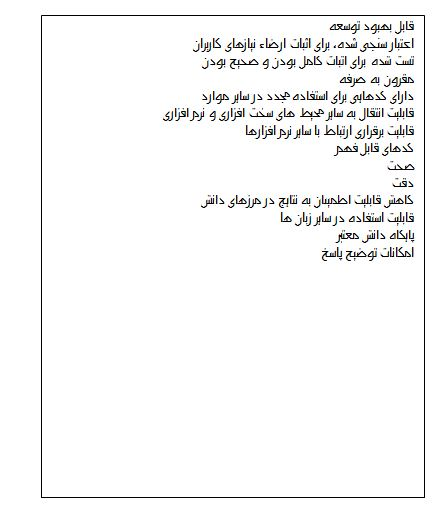 قابل بهبود توسعه
اعتبار سنجی شده، برای اثبات ارضاء نیازهای کاربران
تست شده برای اثبات کامل بودن و صحیح بودن
مقرون به صرفه
دارای کدهایی برای استفاده مجدد در سایر موارد
قابلیت انتقال به سایر محیط های سخت افزاری و نرم افزاری
قابلیت برقراری ارتباط با سایر نرم افزارها
کدهای قابل فهم
صحت
دقت
کاهش قابلیت اطمینان به نتایج در مرزهای دانش
قابلیت استفاده در سایر زبان ها
پایگاه دانش معتبر
امکانات توضیح پاسخ